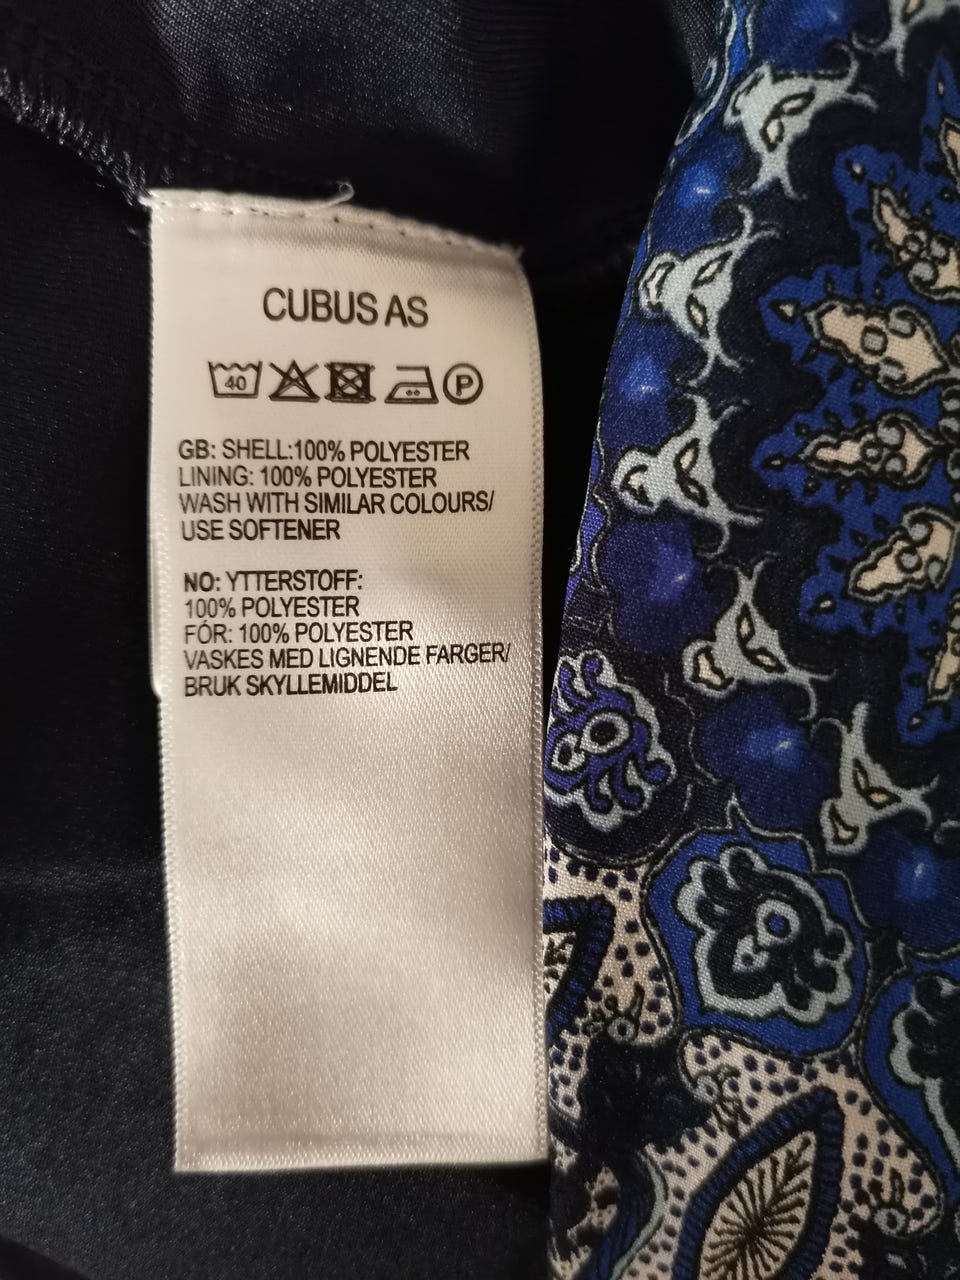 CUBUS AS
40 P
GB: SHELL:100% POLYESTER
LINING: 100% POLYESTER
WASH WITH SIMILAR COLOURS/
USE SOFTENER
NO: YTTERSTOFF:
100% POLYESTER
FÓR: 100% POLYESTER
VASKES MED LIGNENDE FARGER/
BRUK SKYLLEMIDDEL